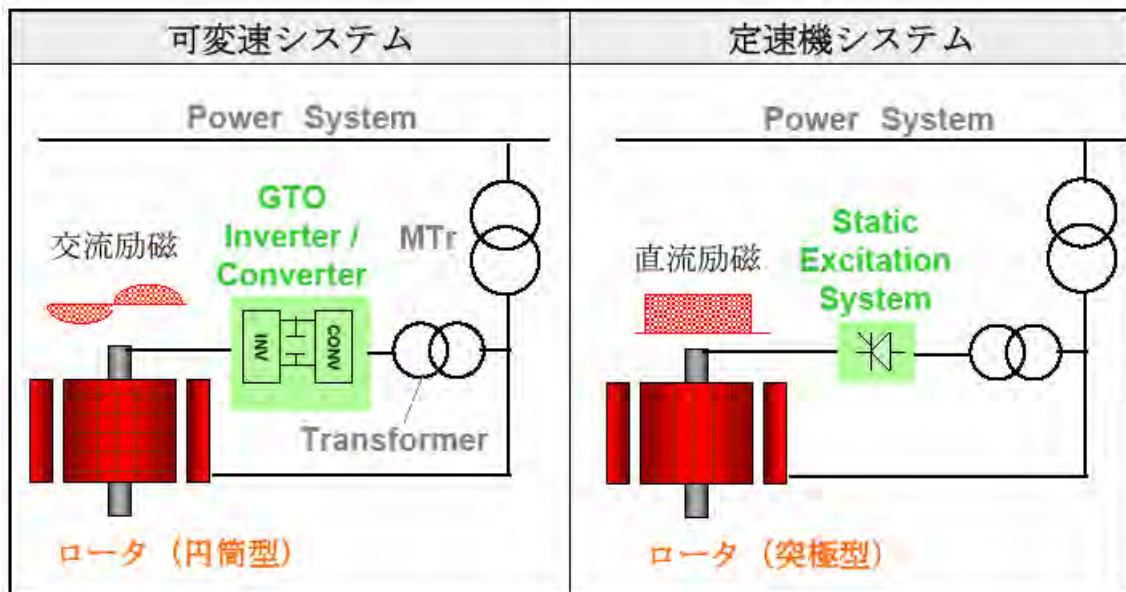 可変速システム
定速機システム
Power System
GTO
Inverter /
Converter
MTr
交流励磁
INV
CONV
Transformer
ロータ（円筒型）
Power System
Static
Excitation
System
直流励磁
ロータ（突極型）